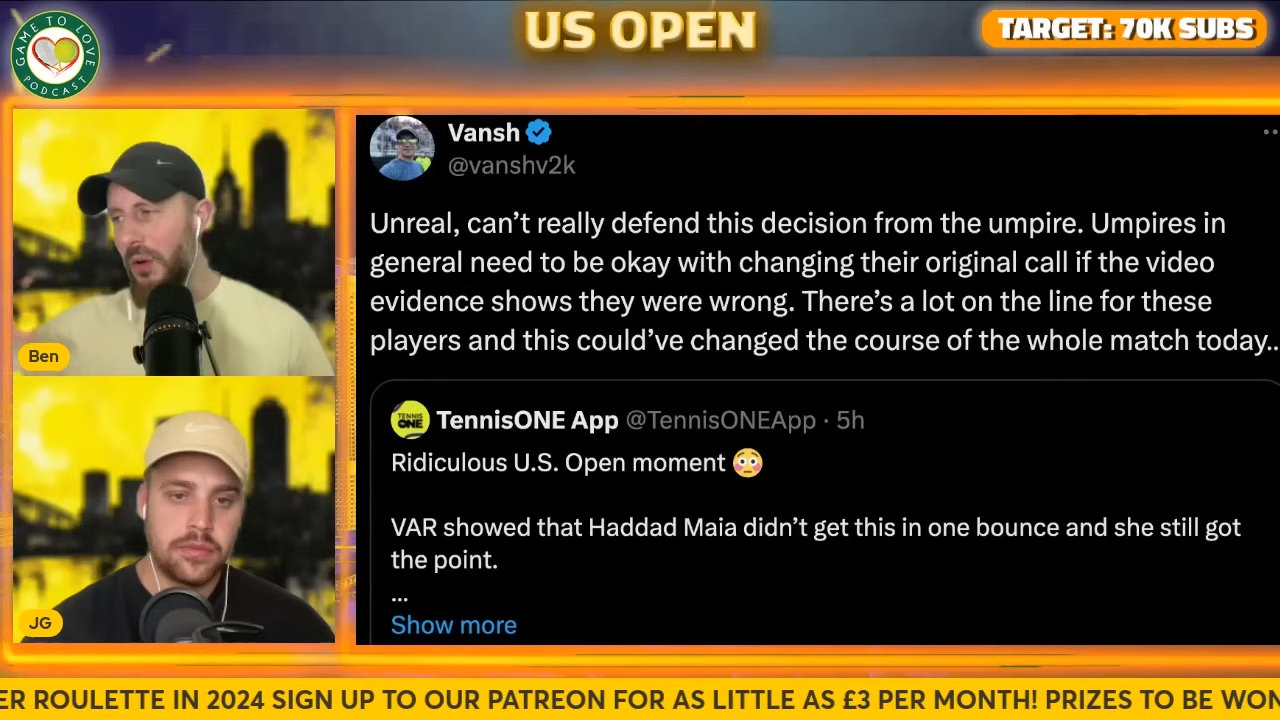 GAME TO LOVE
PODCAST
US OPEN
TARGET: 70K SUBS
Vansh
@vanshv2k
Unreal, can’t really defend this decision from the umpire. Umpires in
general need to be okay with changing their original call if the video
evidence shows they were wrong. There’s a lot on the line for these
players and this could’ve changed the course of the whole match today..
TENNIS
ONE
TennisONE App @TennisONEApp · 5h
Ridiculous U.S. Open moment 😳
VAR showed that Haddad Maia didn’t get this in one bounce and she still got
the point.
...
Show more
Ben
JG
ER ROULETTE IN 2024 SIGN UP TO OUR PATREON FOR AS LITTLE AS £3 PER MONTH! PRIZES TO BE WON